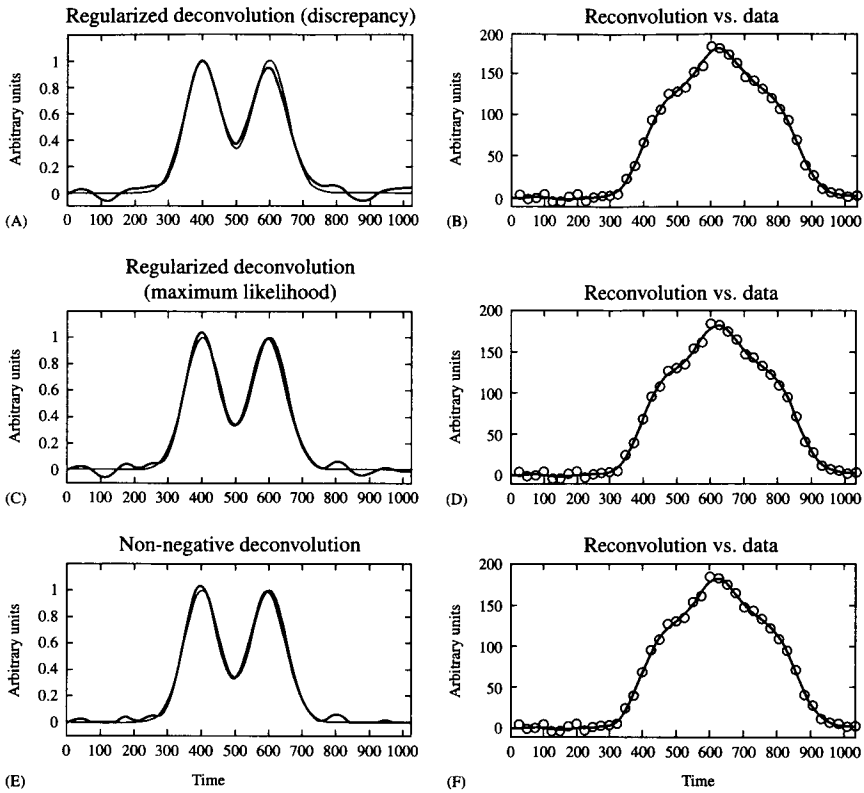 Regularized deconvolution (discrepancy)
Arbitrary units
1
0.8
0.6
0.4
0.2
0
0 100 200 300 400 500 600 700 800 900 1000
(A)
Reconvolution vs. data
Arbitrary units
200
150
100
50
0
0 100 200 300 400 500 600 700 800 900 1000
(B)
Regularized deconvolution
(maximum likelihood)
Arbitrary units
1
0.8
0.6
0.4
0.2
0
0 100 200 300 400 500 600 700 800 900 1000
(C)
Reconvolution vs. data
Arbitrary units
200
150
100
50
0
0 100 200 300 400 500 600 700 800 900 1000
(D)
Non-negative deconvolution
Arbitrary units
1
0.8
0.6
0.4
0.2
0
0 100 200 300 400 500 600 700 800 900 1000
(E)
Time
Reconvolution vs. data
Arbitrary units
200
150
100
50
0
0 100 200 300 400 500 600 700 800 900 1000
(F)
Time